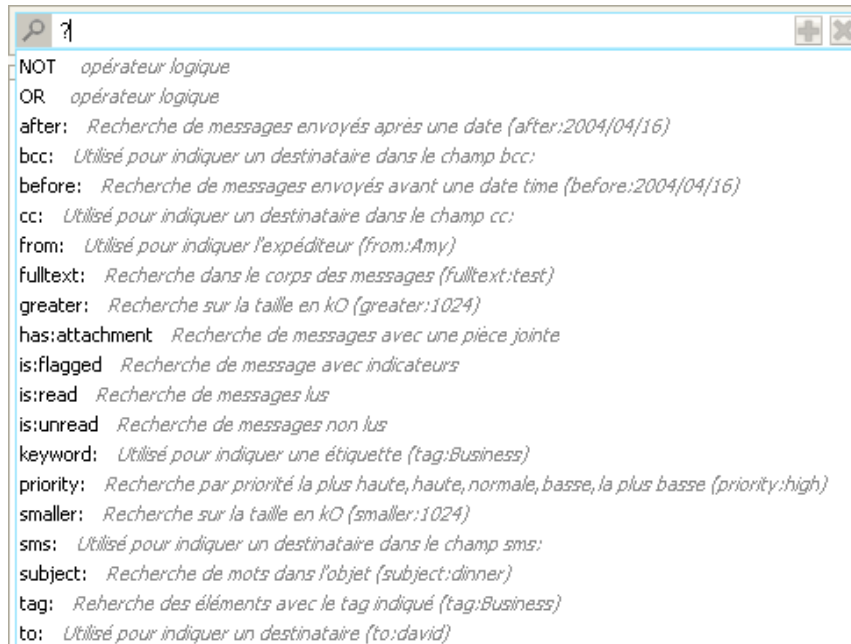 ?
NOT opérateur logique
OR opérateur logique
after: Recherche de messages envoyés après une date (after:2004/04/16)
bcc: Utilisé pour indiquer un destinataire dans le champ bcc:
before: Recherche de messages envoyés avant une date time (before:2004/04/16)
cc: Utilisé pour indiquer un destinataire dans le champ cc:
from: Utilisé pour indiquer l'expéditeur (from:Amy)
fulltext: Recherche dans le corps des messages (fulltext:test)
greater: Recherche sur la taille en kO (greater:1024)
has:attachment Recherche de messages avec une pièce jointe
is:flagged Recherche de message avec indicateurs
is:read Recherche de messages lus
is:unread Recherche de messages non lus
keyword: Utilisé pour indiquer une étiquette (tag:Business)
priority: Recherche par priorité la plus haute,haute,normale,basse,la plus basse (priority:high)
smaller: Recherche sur la taille en kO (smaller:1024)
sms: Utilisé pour indiquer un destinataire dans le champ sms:
subject: Recherche de mots dans l'objet (subject:dinner)
tag: Reherche des éléments avec le tag indiqué (tag:Business)
to: Utilisé pour indiquer un destinataire (to:david)